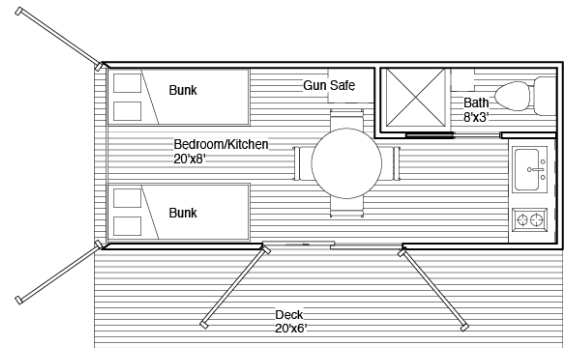 Bunk
Gun Safe
Bath
8'x3'
Bedroom/Kitchen
20'x8'
Bunk
Deck
20'x6'